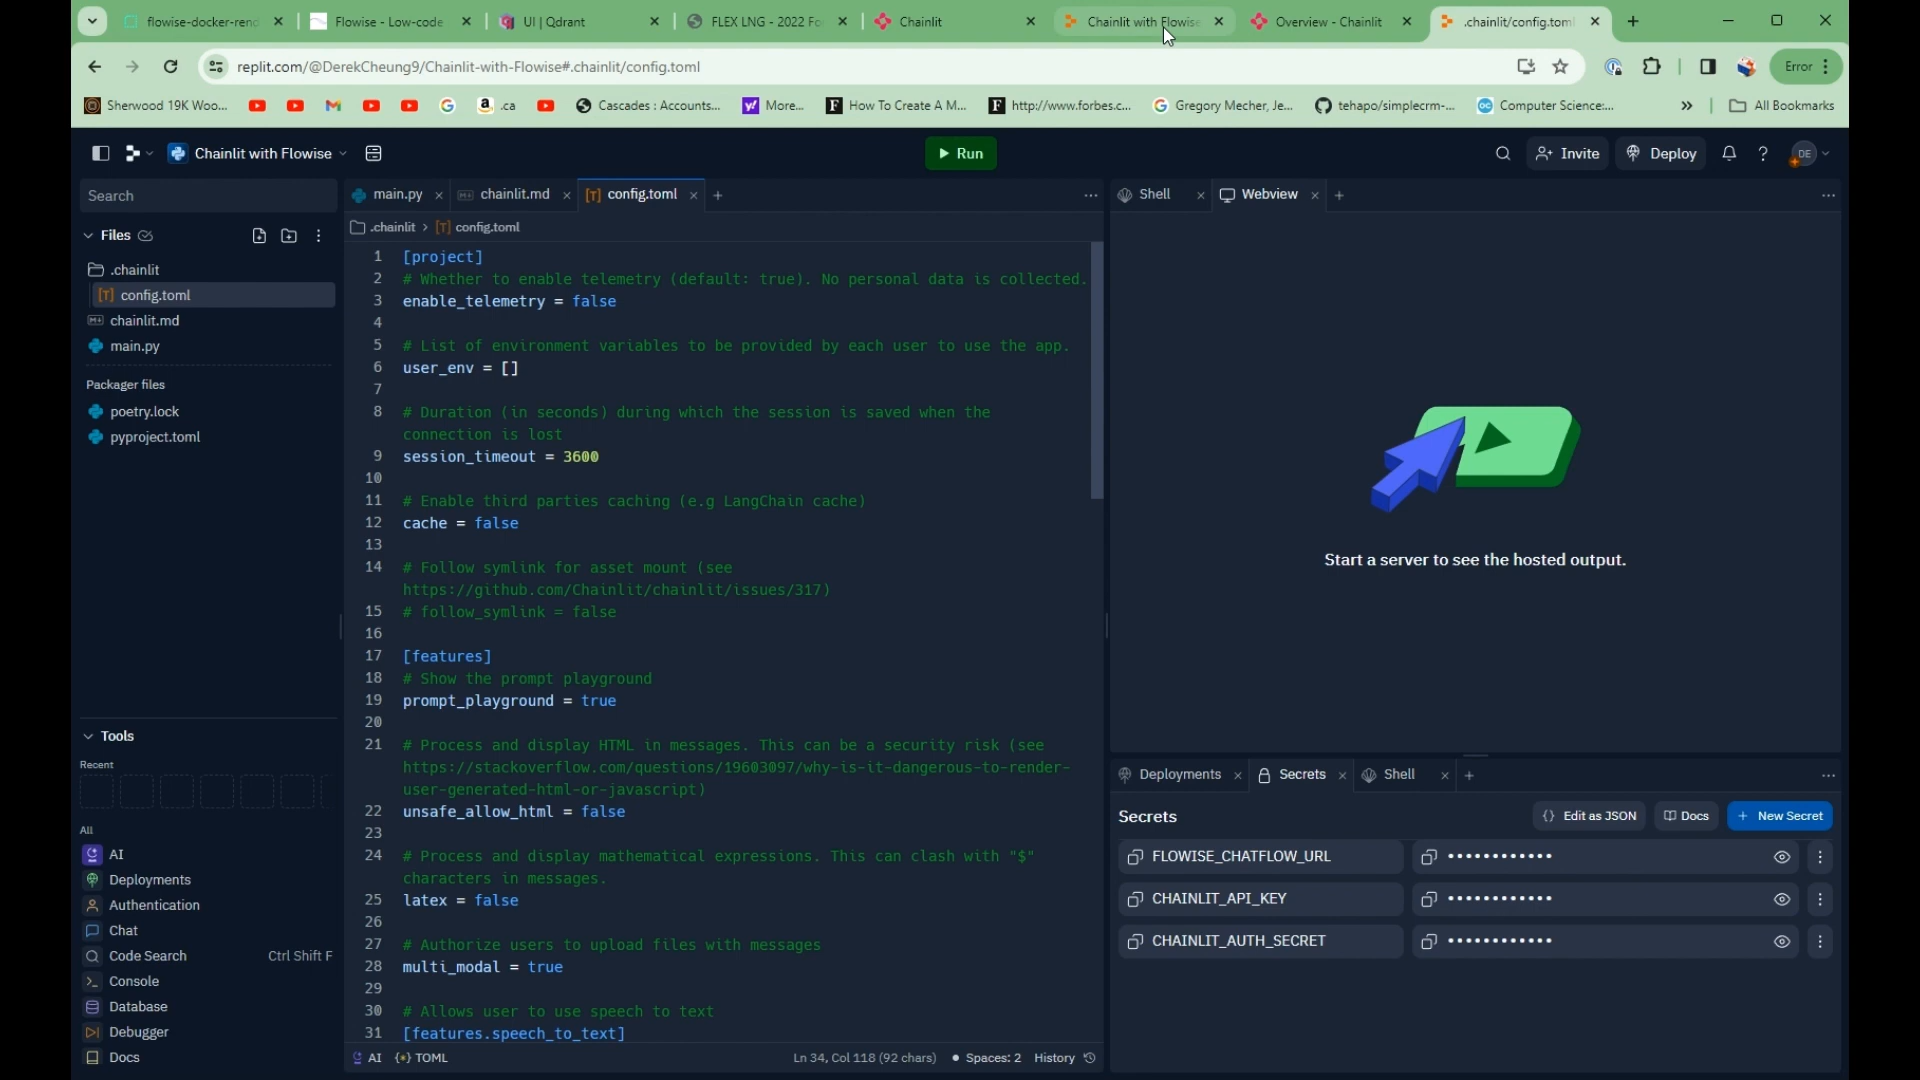 flowise-docker-rend
Flowise - Low-code
UI | Qdrant
FLEX LNG - 2022 Fo
Chainlit
Chainlit with Flowise
Overview - Chainlit
.chainlit/config.toml
replit.com/@DerekCheung9/Chainlit-with-Flowise#.chainlit/config.toml
Error
Sherwood 19K Woo...
.ca
Cascades : Accounts...
More...
How To Create A M...
http://www.forbes.c...
Gregory Mecher, Je...
tehapo/simplecrm-...
Computer Science:...
»
All Bookmarks
Chainlit with Flowise
Run
Invite
Deploy
?
DE
Search
Files
.chainlit
config.toml
chainlit.md
main.py
Packager files
poetry.lock
pyproject.toml
Tools
Recent
All
AI
Deployments
Authentication
Chat
Code Search Ctrl Shift F
Console
Database
Debugger
Docs
main.py
chainlit.md
config.toml
.chainlit > config.toml
1 [project]
2 # Whether to enable telemetry (default: true). No personal data is collected.
3 enable_telemetry = false
4
5 # List of environment variables to be provided by each user to use the app.
6 user_env = []
7
8 # Duration (in seconds) during which the session is saved when the
connection is lost
9 session_timeout = 3600
10
11 # Enable third parties caching (e.g LangChain cache)
12 cache = false
13
14 # Follow symlink for asset mount (see
https://github.com/Chainlit/chainlit/issues/317)
15 # follow_symlink = false
16
17 [features]
18 # Show the prompt playground
19 prompt_playground = true
20
21 # Process and display HTML in messages. This can be a security risk (see
https://stackoverflow.com/questions/19603097/why-is-it-dangerous-to-render-
user-generated-html-or-javascript)
22 unsafe_allow_html = false
23
24 # Process and display mathematical expressions. This can clash with "$"
characters in messages.
25 latex = false
26
27 # Authorize users to upload files with messages
28 multi_modal = true
29
30 # Allows user to use speech to text
31 [features.speech_to_text]
AI
TOML
Ln 34, Col 118 (92 chars)
Spaces: 2
History
Shell
Webview
Start a server to see the hosted output.
Deployments
Secrets
Shell
Secrets
{} Edit as JSON
Docs
+ New Secret
FLOWISE_CHATFLOW_URL ••••••••••••
CHAINLIT_API_KEY ••••••••••••
CHAINLIT_AUTH_SECRET ••••••••••••